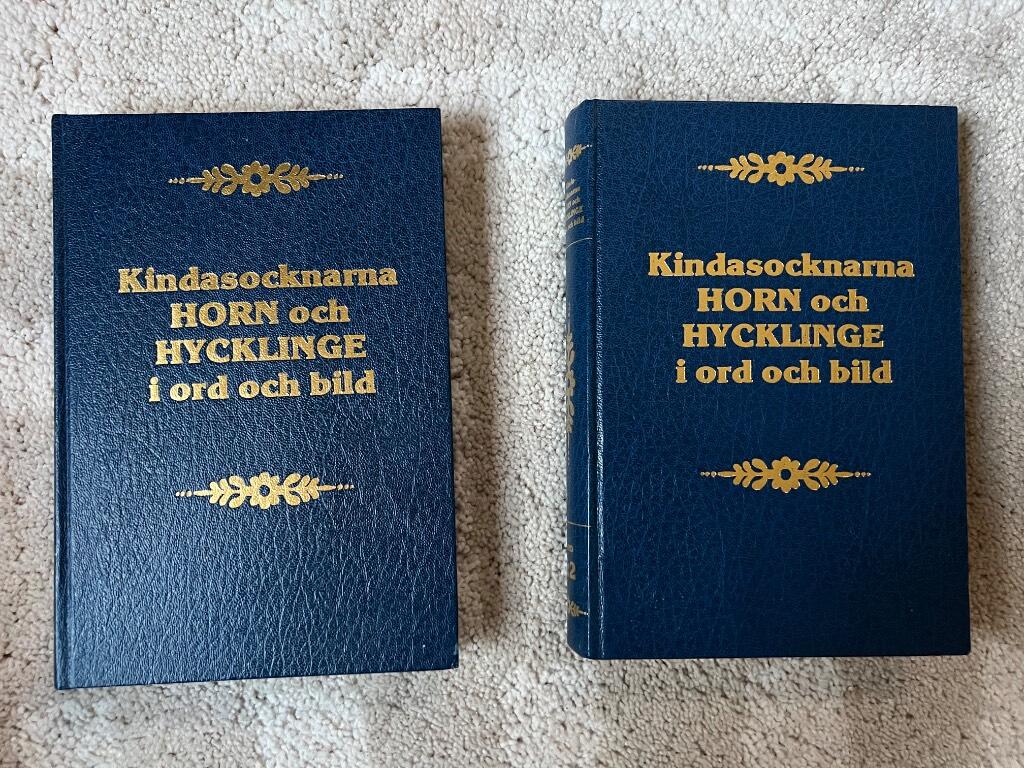 Kindasocknarna
HORN och
HYCKLINGE
i ord och bild
Kindasocknarna
HORN och
HYCKLINGE
i ord och bild